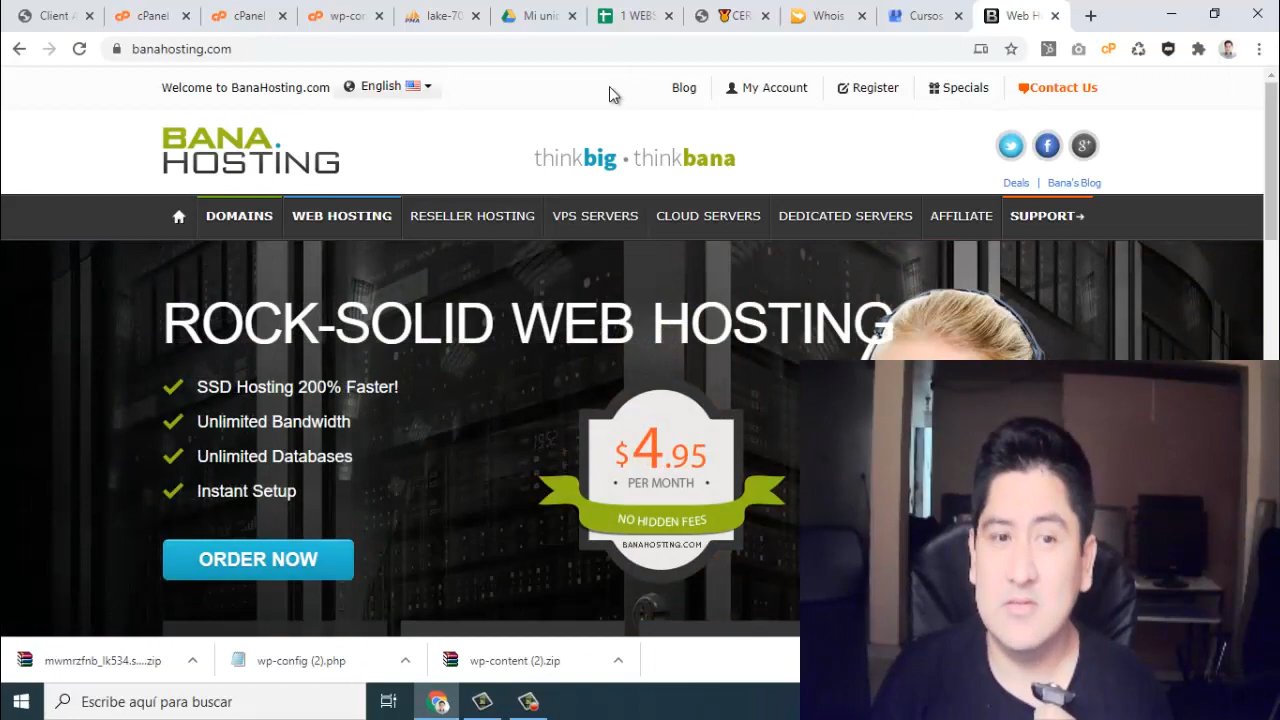 Client A
cPanel
cPanel
wp-co
lake-70
Mi unic
1 WEBS
CER
Whois
Cursos
Web H
banahosting.com
Welcome to BanaHosting.com
English
Blog
My Account
Register
Specials
Contact Us
BANA.
HOSTING
thinkbig • thinkbana
Deals | Bana's Blog
DOMAINS
WEB HOSTING
RESELLER HOSTING
VPS SERVERS
CLOUD SERVERS
DEDICATED SERVERS
AFFILIATE
SUPPORT→
ROCK-SOLID WEB HOSTING
SSD Hosting 200% Faster!
Unlimited Bandwidth
Unlimited Databases
Instant Setup
$4.95
• PER MONTH •
NO HIDDEN FEES
BANAHOSTING.COM
ORDER NOW
mwmrzfnb_lk534.s....zip
wp-config (2).php
wp-content (2).zip
Escribe aquí para buscar